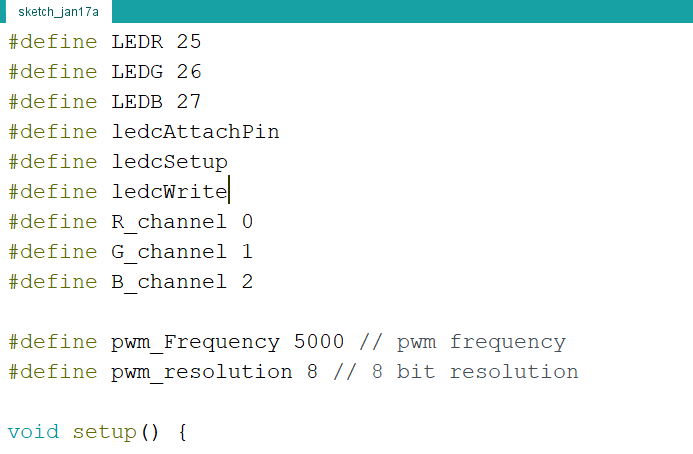 sketch_jan17a
#define LEDR 25
#define LEDG 26
#define LEDB 27
#define ledcAttachPin
#define ledcSetup
#define ledcWrite
#define R_channel 0
#define G_channel 1
#define B_channel 2
#define pwm_Frequency 5000 // pwm frequency
#define pwm_resolution 8 // 8 bit resolution
void setup() {